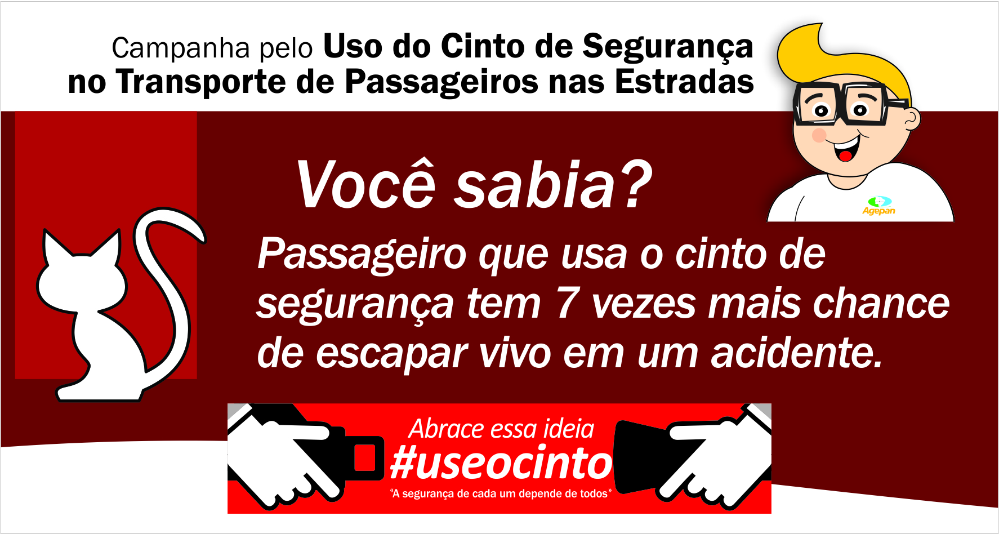 Campanha pelo Uso do Cinto de Segurança
no Transporte de Passageiros nas Estradas
Você sabia?
Agepan
Passageiro que usa o cinto de
segurança tem 7 vezes mais chance
de escapar vivo em um acidente.
Abrace essa ideia
#useocinto
“A segurança de cada um depende de todos”